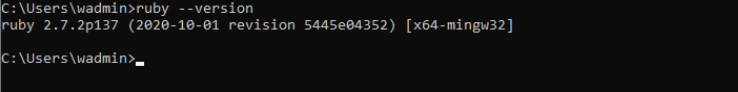 C:\Users\wadmin>ruby --version
ruby 2.7.2p137 (2020-10-01 revision 5445e04352) [x64-mingw32]
C:\Users\wadmin>